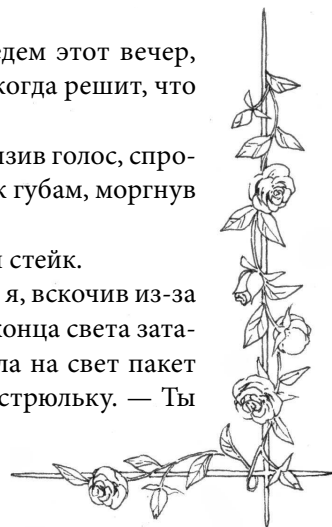 едем этот вечер,
когда решит, что
изив голос, спро-
к губам, моргнув
и стейк.
я, вскочив из-за
конца света зата-
ла на свет пакет
стрюльку. — Ты